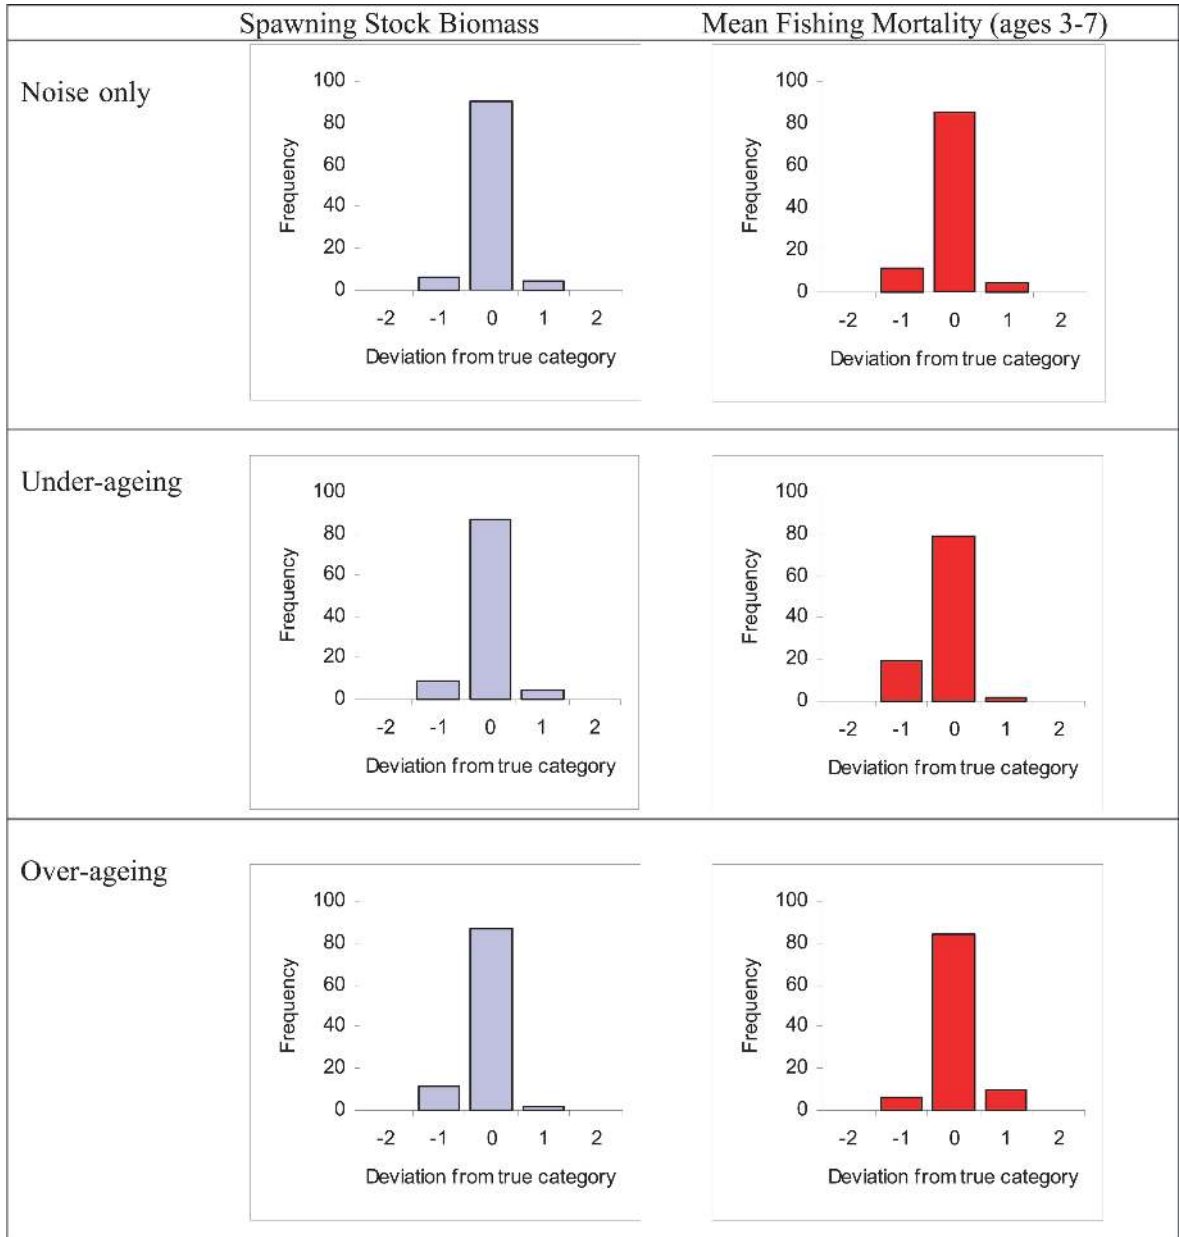 Spawning Stock Biomass Mean Fishing Mortality (ages 3-7)
Noise only
100
80
60
40
20
0
Frequency
-2 -1 0 1 2
Deviation from true category
100
80
60
40
20
0
Frequency
-2 -1 0 1 2
Deviation from true category
Under-ageing
100
80
60
40
20
0
Frequency
-2 -1 0 1 2
Deviation from true category
100
80
60
40
20
0
Frequency
-2 -1 0 1 2
Deviation from true category
Over-ageing
100
80
60
40
20
0
Frequency
-2 -1 0 1 2
Deviation from true category
100
80
60
40
20
0
Frequency
-2 -1 0 1 2
Deviation from true category